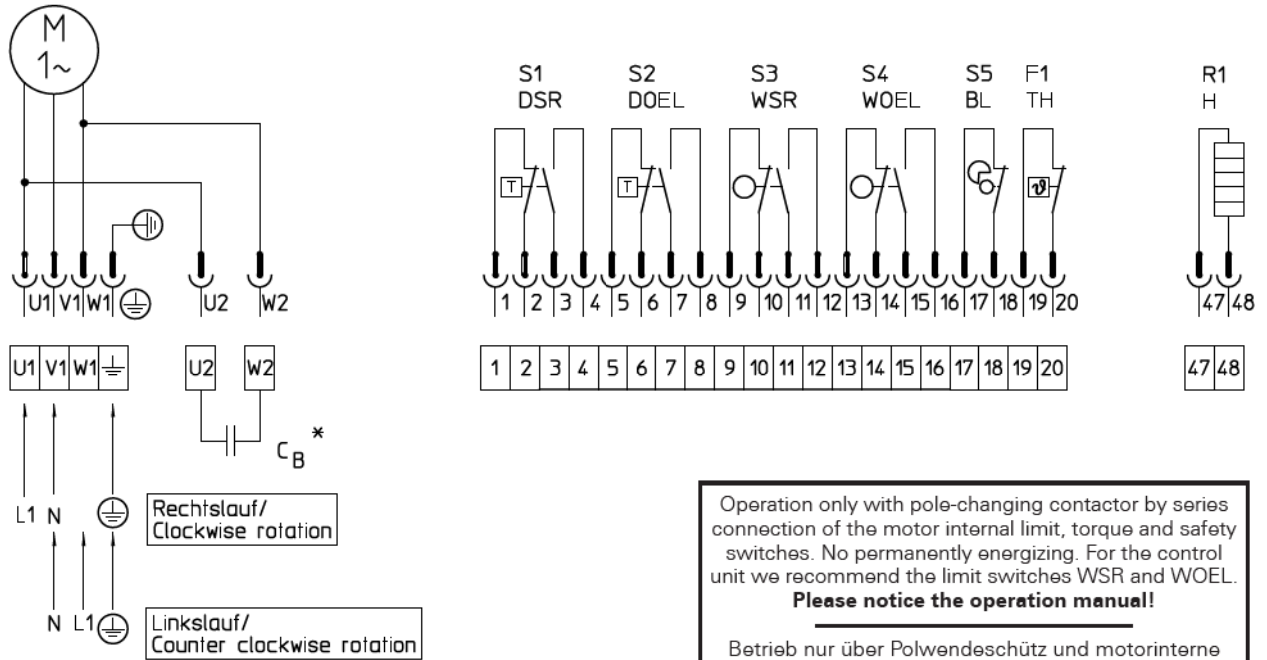 M
1~
S1 S2 S3 S4 S5 F1 R1
DSR DOEL WSR WOEL BL TH H
T T ϑ
U1 V1 W1 U2 W2 1 2 3 4 5 6 7 8 9 10 11 12 13 14 15 16 17 18 19 20 47 48
U1 V1 W1 U2 W2 1 2 3 4 5 6 7 8 9 10 11 12 13 14 15 16 17 18 19 20 47 48
CB*
L1 N
Rechtslauf/
Clockwise rotation
N L1
Linkslauf/
Counter clockwise rotation
Operation only with pole-changing contactor by series
connection of the motor internal limit, torque and safety
switches. No permanently energizing. For the control
unit we recommend the limit switches WSR and WOEL.
Please notice the operation manual!
Betrieb nur über Polwendeschütz und motorinterne